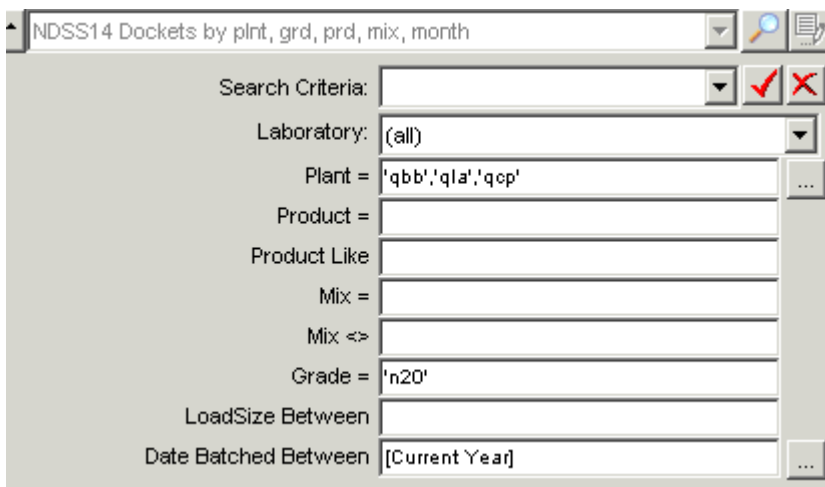 NDSS14 Dockets by plnt, grd, prd, mix, month
Search Criteria:
Laboratory: (all)
Plant = 'qbb','qla','qcp' ...
Product =
Product Like
Mix =
Mix <>
Grade = 'n20'
LoadSize Between
Date Batched Between [Current Year] ...